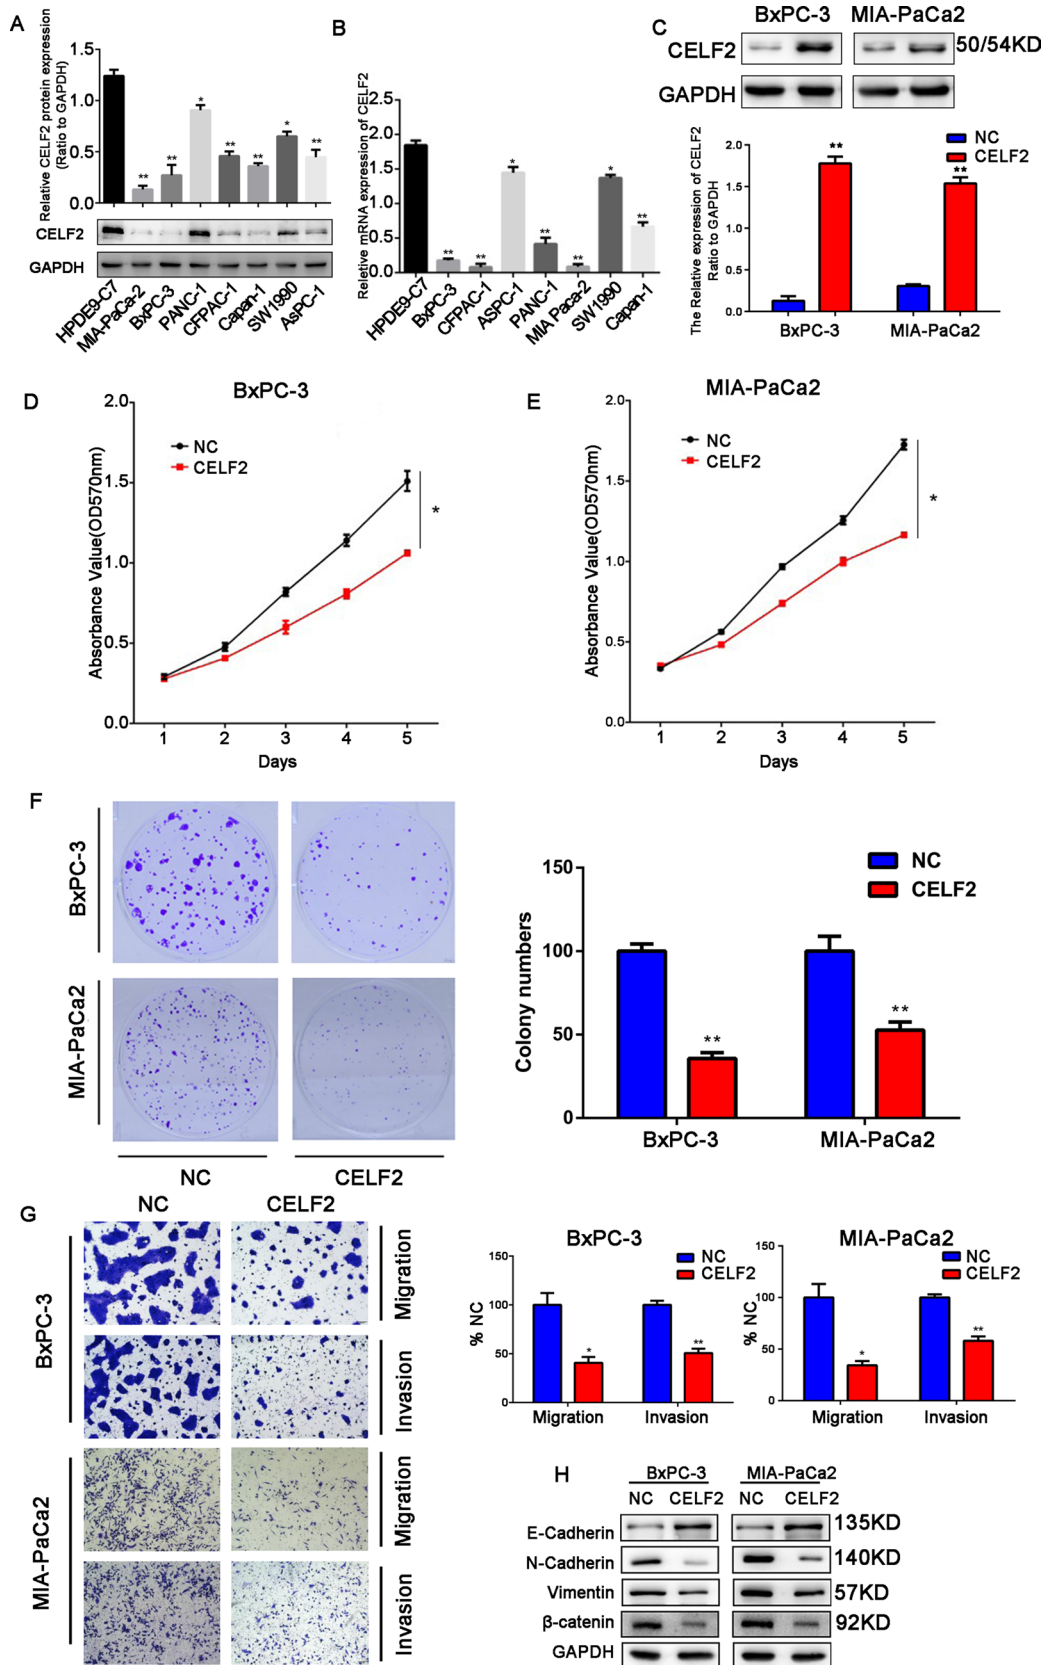 A
Relative CELF2 protein expression
(Ratio to GAPDH)
1.5
1.0
0.5
0.0
**
**
*
**
**
*
**
CELF2
GAPDH
HPDE9-C7
MIA-PaCa-2
BxPC-3
PANC-1
CFPAC-1
Capan-1
SW1990
AsPC-1
B
Relative mRNA expression of CELF2
2.5
2.0
1.5
1.0
0.5
0.0
**
**
*
**
**
*
**
HPDE9-C7
BxPC-3
CFPAC-1
ASPC-1
PANC-1
MIA Paca-2
SW1990
Capan-1
C
BxPC-3 MIA-PaCa2
CELF2 50/54KD
GAPDH
The Relative expression of CELF2
Ratio to GAPDH
2.0
1.5
1.0
0.5
0.0
**
**
NC
CELF2
BxPC-3 MIA-PaCa2
D
BxPC-3
Absorbance Value(OD570nm)
2.0
1.5
1.0
0.5
0.0
NC
CELF2
*
1 2 3 4 5
Days
E
MIA-PaCa2
Absorbance Value(OD570nm)
2.0
1.5
1.0
0.5
0.0
NC
CELF2
*
1 2 3 4 5
Days
F
BxPC-3
MIA-PaCa2
NC CELF2
Colony numbers
150
100
50
0
NC
CELF2
**
**
BxPC-3 MIA-PaCa2
G
NC CELF2
BxPC-3
MIA-PaCa2
Migration
Invasion
Migration
Invasion
BxPC-3
% NC
150
100
50
0
NC
CELF2
*
**
Migration Invasion
MIA-PaCa2
% NC
150
100
50
0
NC
CELF2
*
**
Migration Invasion
H
BxPC-3 MIA-PaCa2
NC CELF2 NC CELF2
E-Cadherin 135KD
N-Cadherin 140KD
Vimentin 57KD
β-catenin 92KD
GAPDH